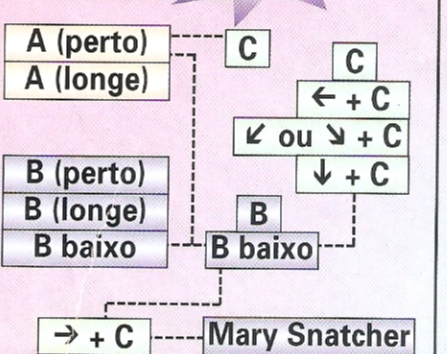 A (perto)
A (longe)
C
C
← + C
↙ ou ↘ + C
↓ + C
B (perto)
B (longe)
B baixo
B
B baixo
→ + C
Mary Snatcher